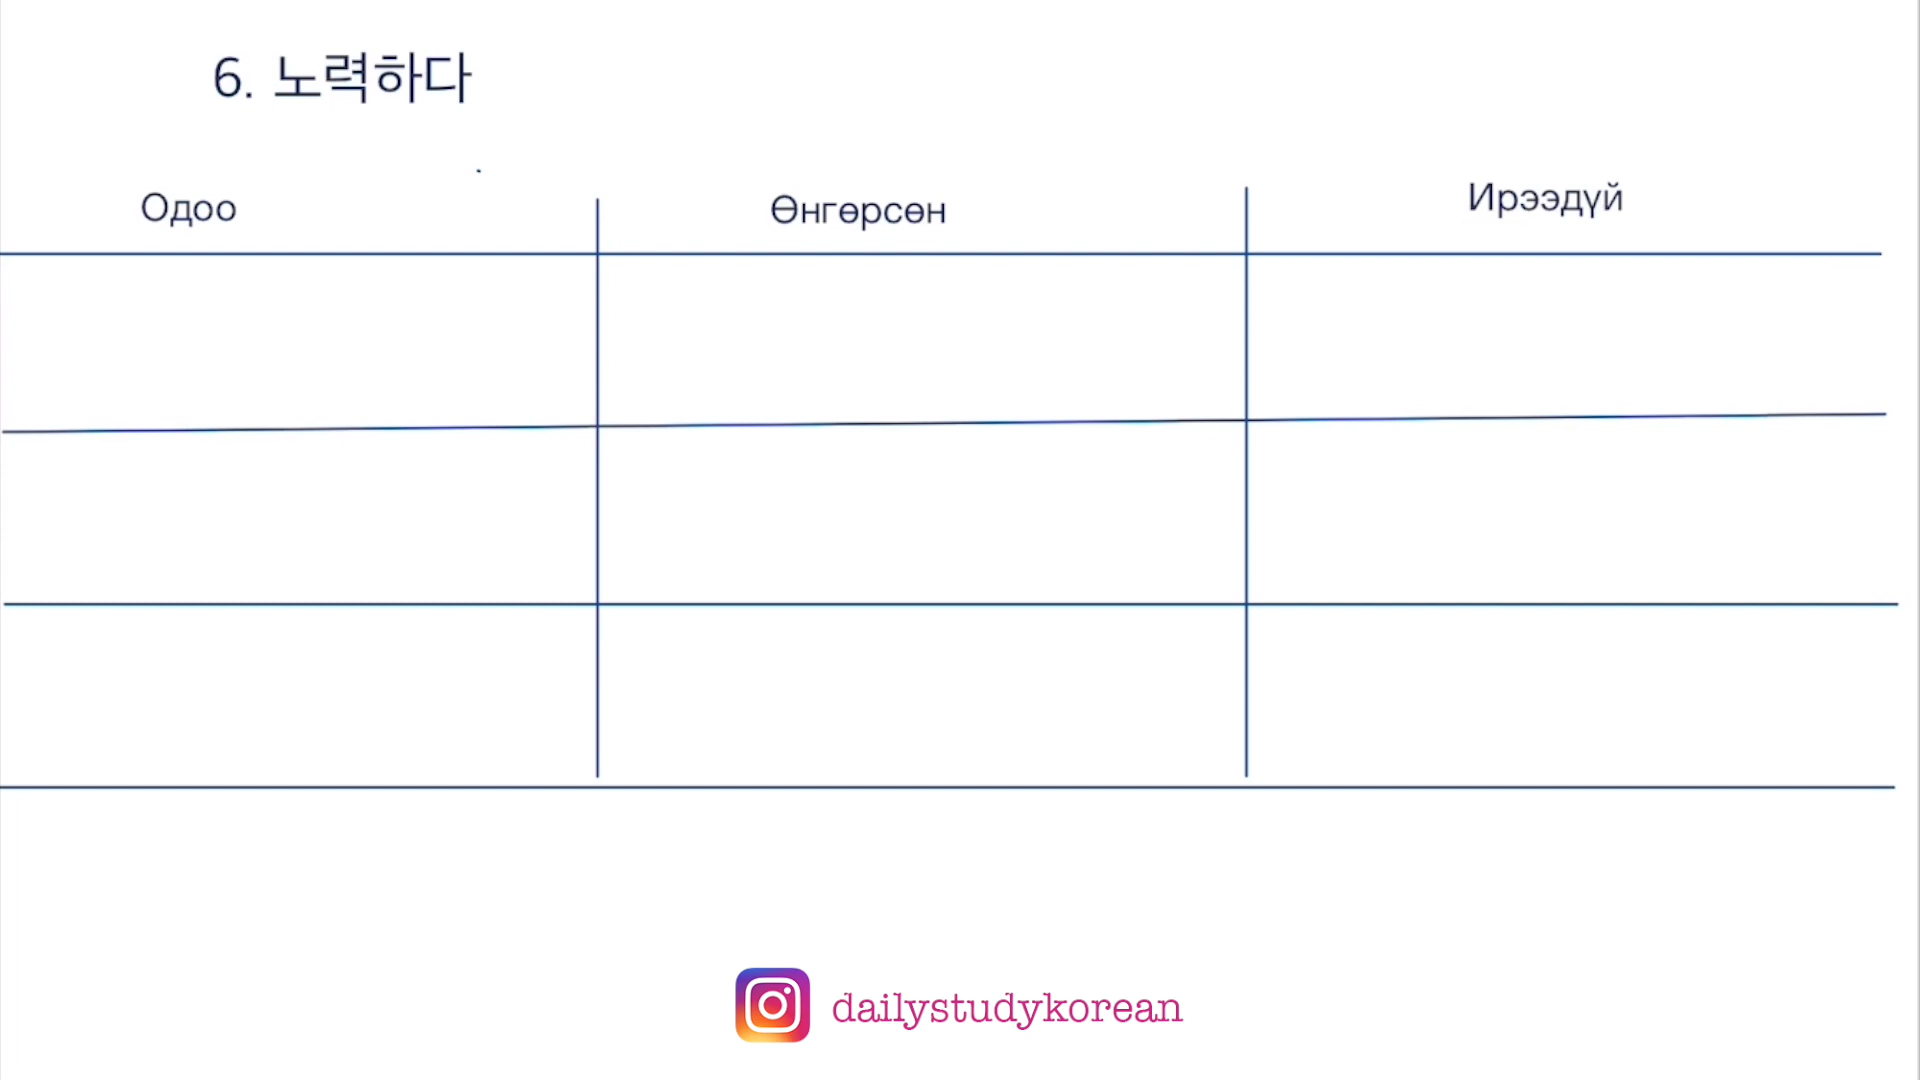 6. 노력하다
Одоо
Өнгөрсөн
Ирээдүй
dailystudykorean